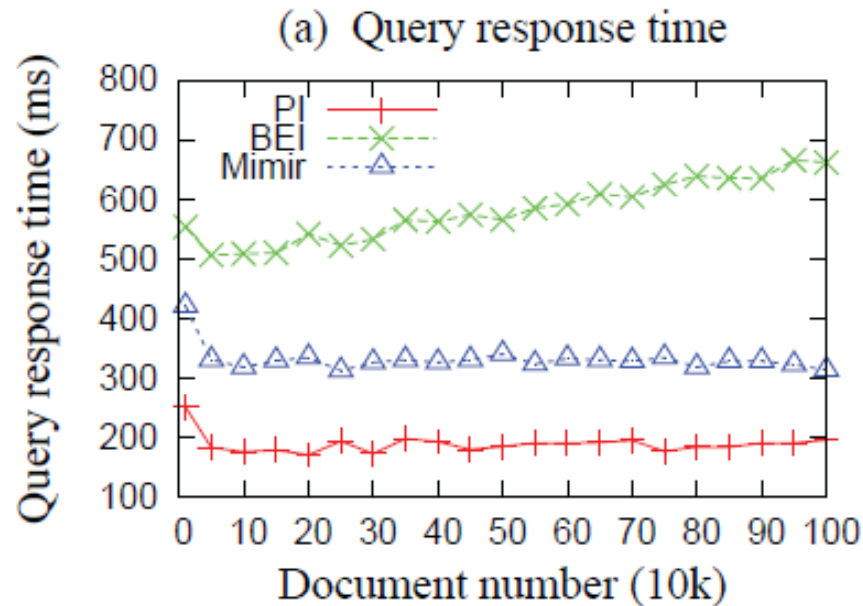 (a) Query response time
800
700
600
500
400
300
200
100
Query response time (ms)
PI
BEI
Mimir
0 10 20 30 40 50 60 70 80 90 100
Document number (10k)